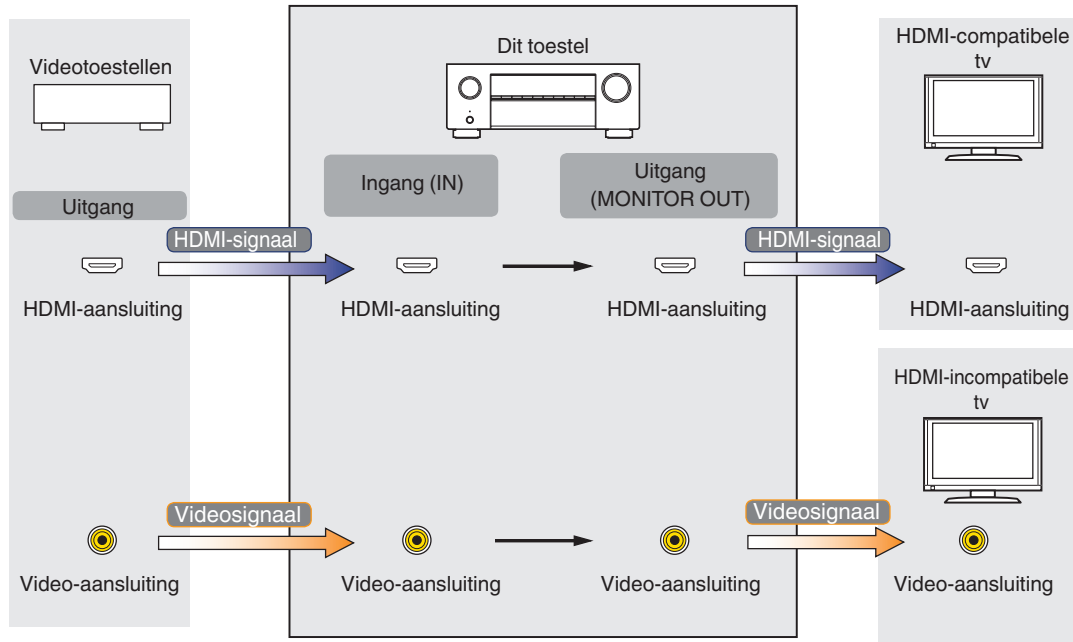 Videotoestellen
Dit toestel
HDMI-compatibele
tv
Uitgang
Ingang (IN)
Uitgang
(MONITOR OUT)
HDMI-signaal
HDMI-signaal
HDMI-aansluiting
HDMI-aansluiting
HDMI-aansluiting
HDMI-aansluiting
HDMI-incompatibele
tv
Videosignaal
Videosignaal
Video-aansluiting
Video-aansluiting
Video-aansluiting
Video-aansluiting